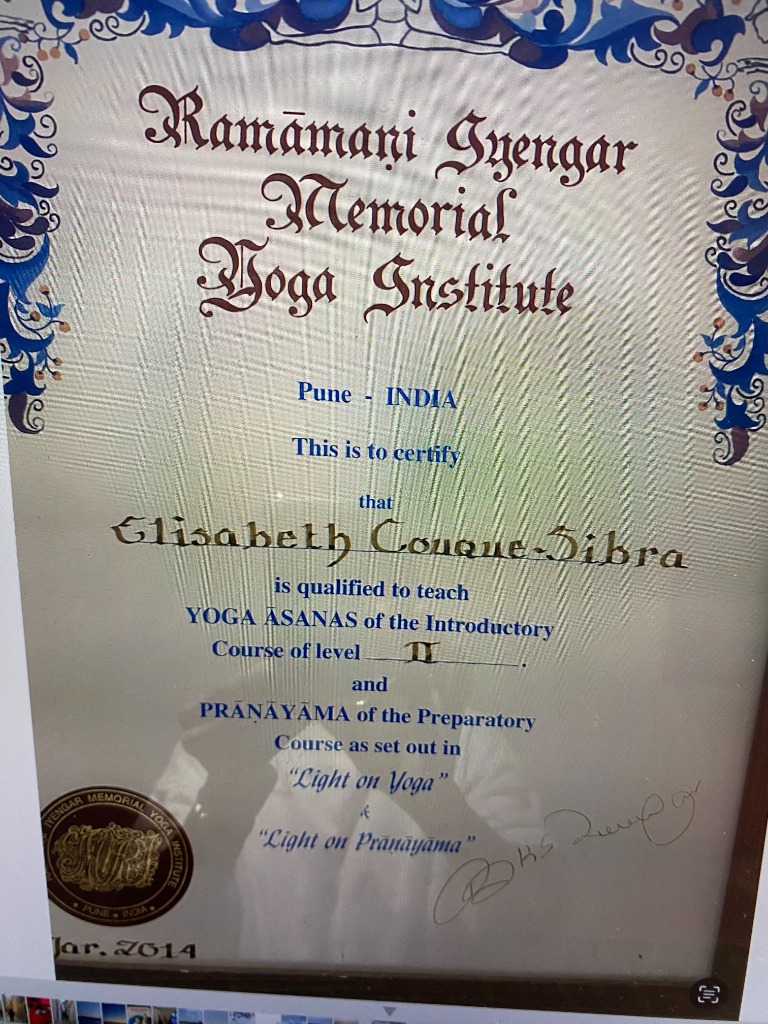 Ramāmaṇi Iyengar
Memorial
Yoga Institute
Pune - INDIA
This is to certify
that
Elisabeth Couque-Sibra
is qualified to teach
YOGA ĀSANAS of the Introductory
Course of level II.
and
PRĀṆĀYĀMA of the Preparatory
Course as set out in
“Light on Yoga”
&
“Light on Prāṇāyāma”
IYENGAR MEMORIAL YOGA INSTITUTE
• PUNE • INDIA •
Jar. 2014